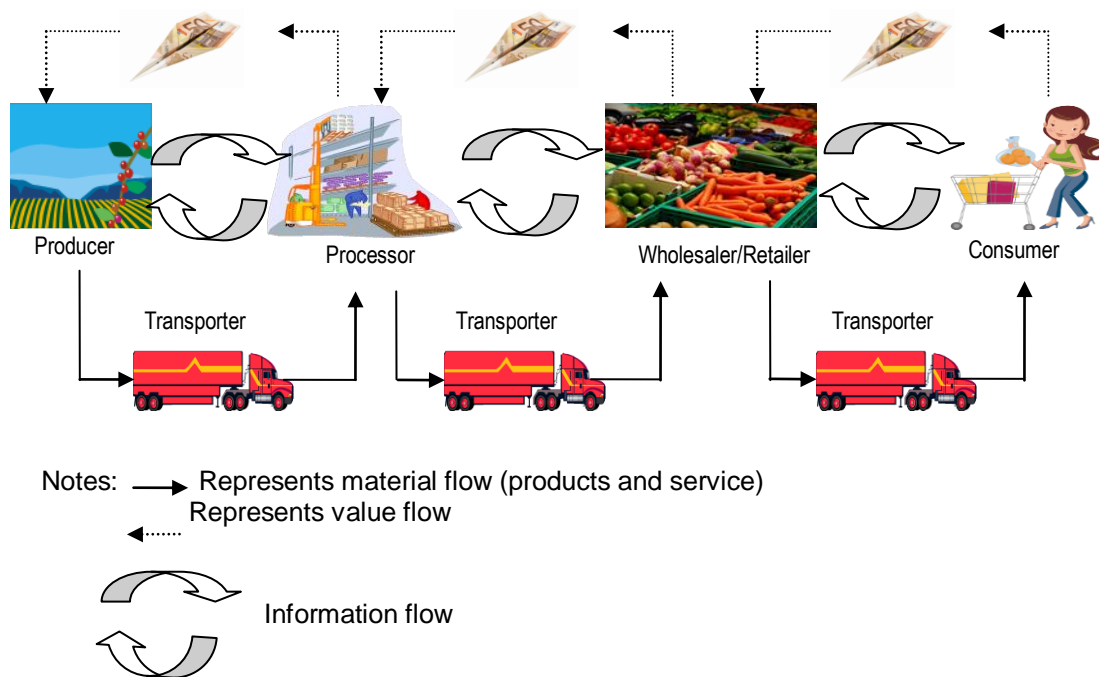 Producer
Processor
Wholesaler/Retailer
Consumer
Transporter
Transporter
Transporter
Notes:
Represents material flow (products and service)
Represents value flow
Information flow